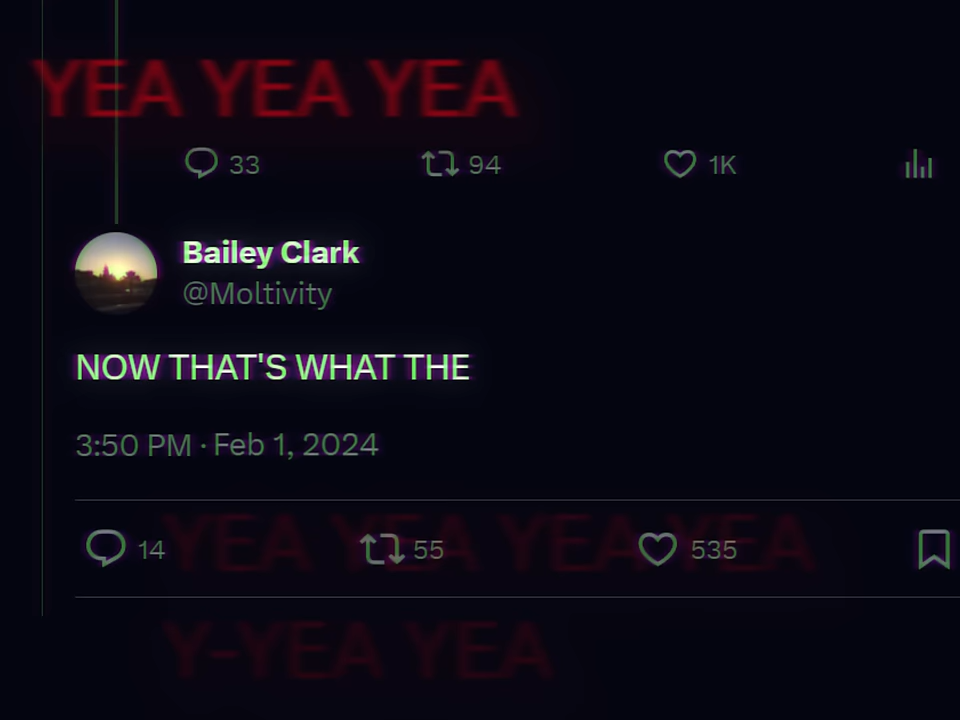 YEA YEA YEA
33 94 1K
Bailey Clark
@Moltivity
NOW THAT'S WHAT THE
3:50 PM · Feb 1, 2024
YEA YEA YEA YEA
14 55 535
Y-YEA YEA